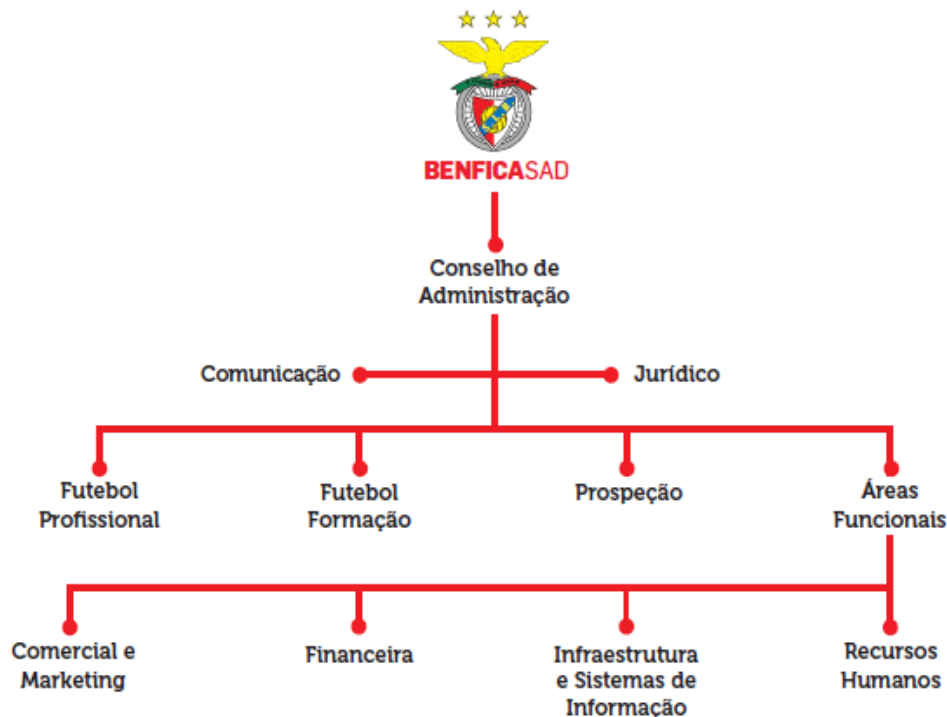 BENFICASAD
Conselho de
Administração
Comunicação
Jurídico
Futebol
Profissional
Futebol
Formação
Prospeção
Áreas
Funcionais
Comercial e
Marketing
Financeira
Infraestrutura
e Sistemas de
Informação
Recursos
Humanos